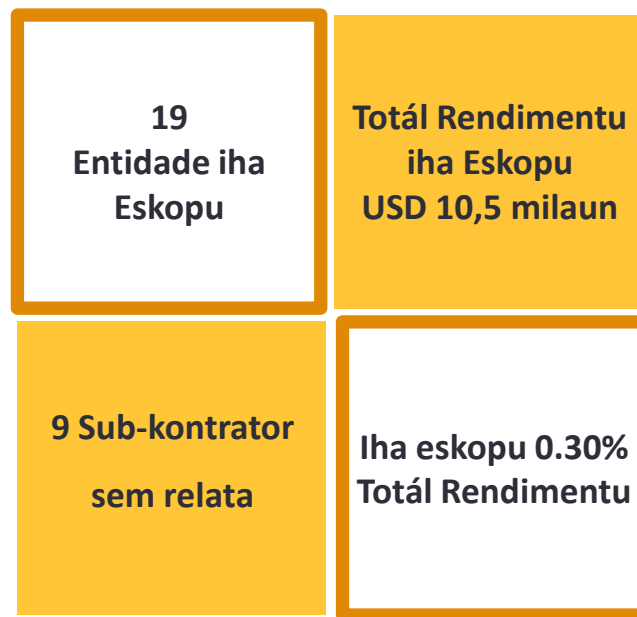 19
Entidade iha
Eskopu
Totál Rendimentu
iha Eskopu
USD 10,5 milaun
9 Sub-kontrator
sem relata
Iha eskopu 0.30%
Totál Rendimentu